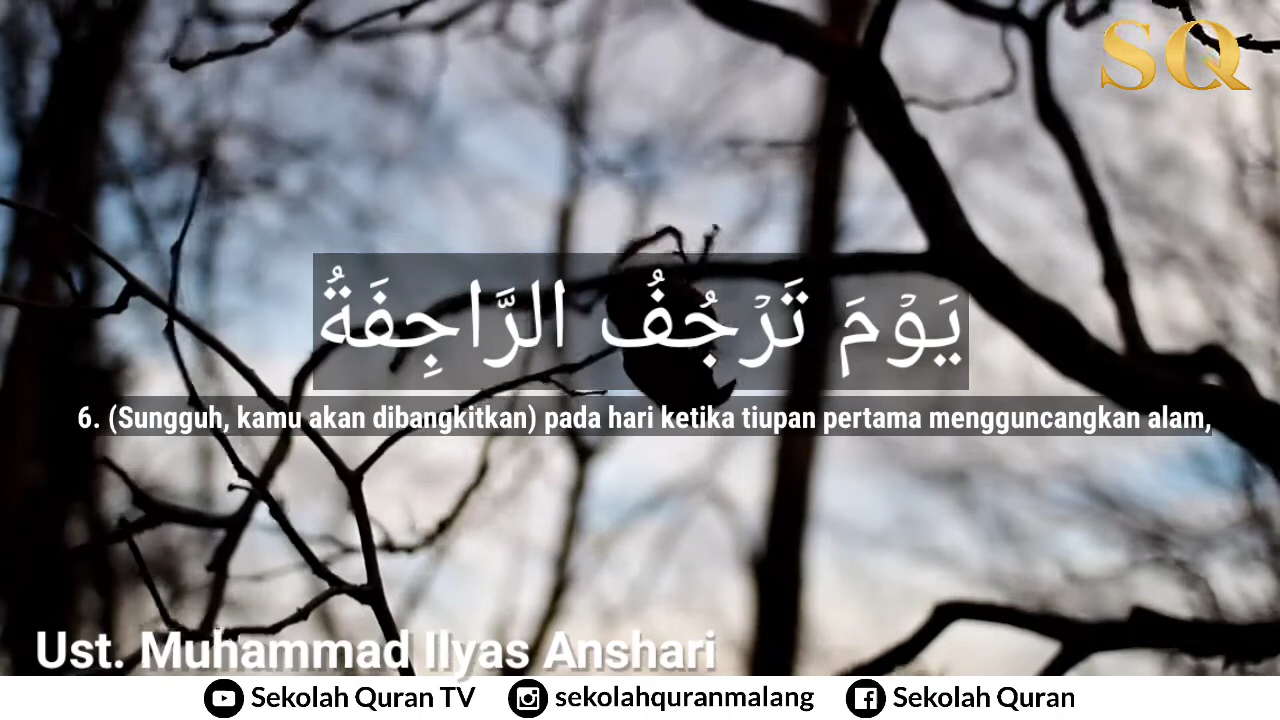 SQ
يَوْمَ تَرْجُفُ الرَّاجِفَةُ
6. (Sungguh, kamu akan dibangkitkan) pada hari ketika tiupan pertama mengguncangkan alam,
Ust. Muhammad Ilyas Anshari
Sekolah Quran TV sekolahquranmalang Sekolah Quran